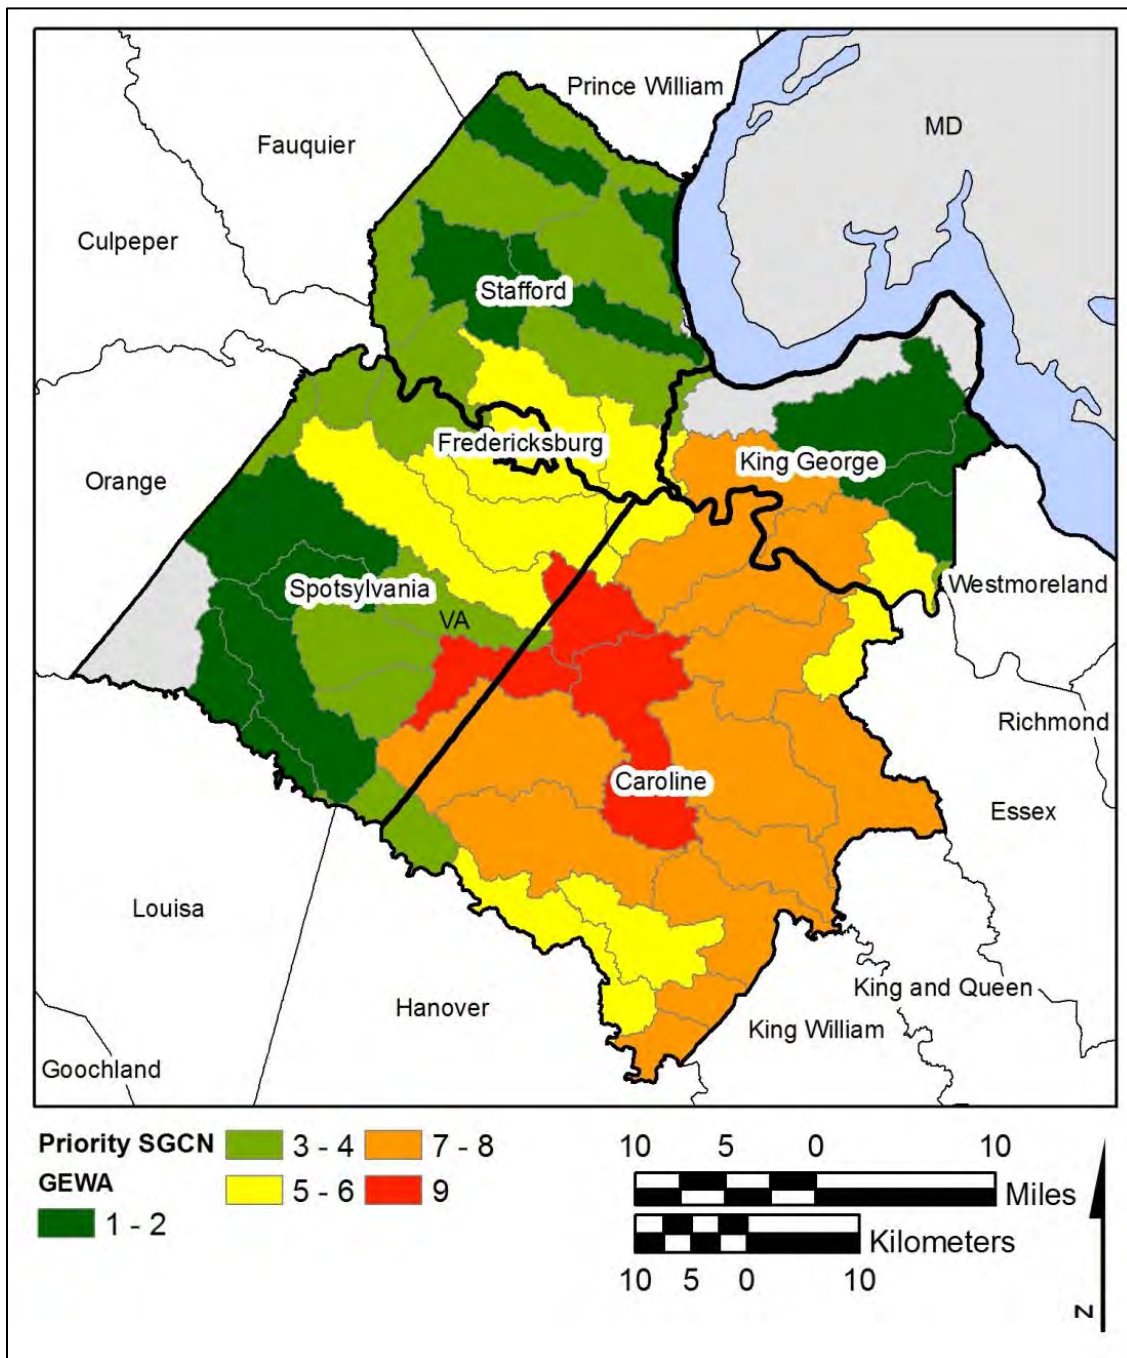 Prince William
MD
Fauquier
Culpeper
Stafford
Fredericksburg
King George
Orange
Westmoreland
Spotsylvania
VA
Richmond
Caroline
Essex
Louisa
King and Queen
Hanover
King William
Goochland
Priority SGCN
GEWA
1 - 2
3 - 4
5 - 6
7 - 8
9
10 5 0 10
Miles
Kilometers
10 5 0 10
N